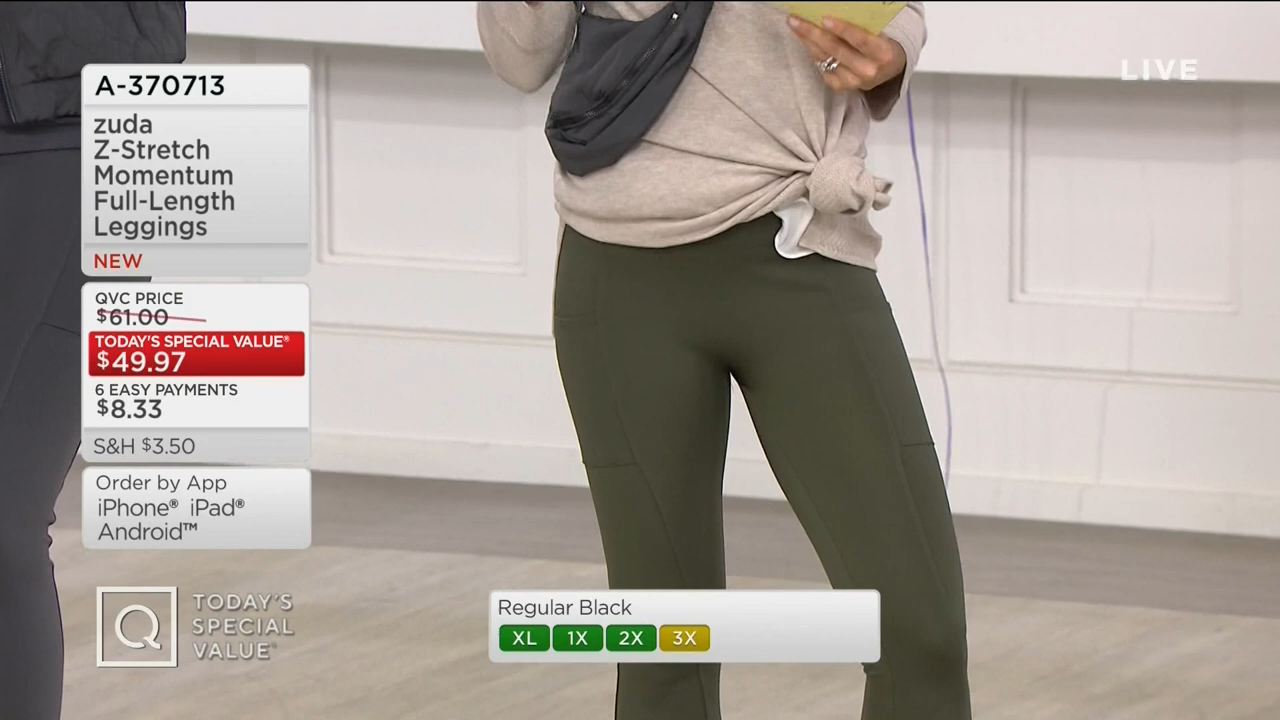 A-370713
zuda
Z-Stretch
Momentum
Full-Length
Leggings
NEW
QVC PRICE
$61.00
TODAY'S SPECIAL VALUE®
$49.97
6 EASY PAYMENTS
$8.33
S&H $3.50
Order by App
iPhone® iPad®
Android™
Q
TODAY'S
SPECIAL
VALUE®
LIVE
Regular Black
XL 1X 2X 3X